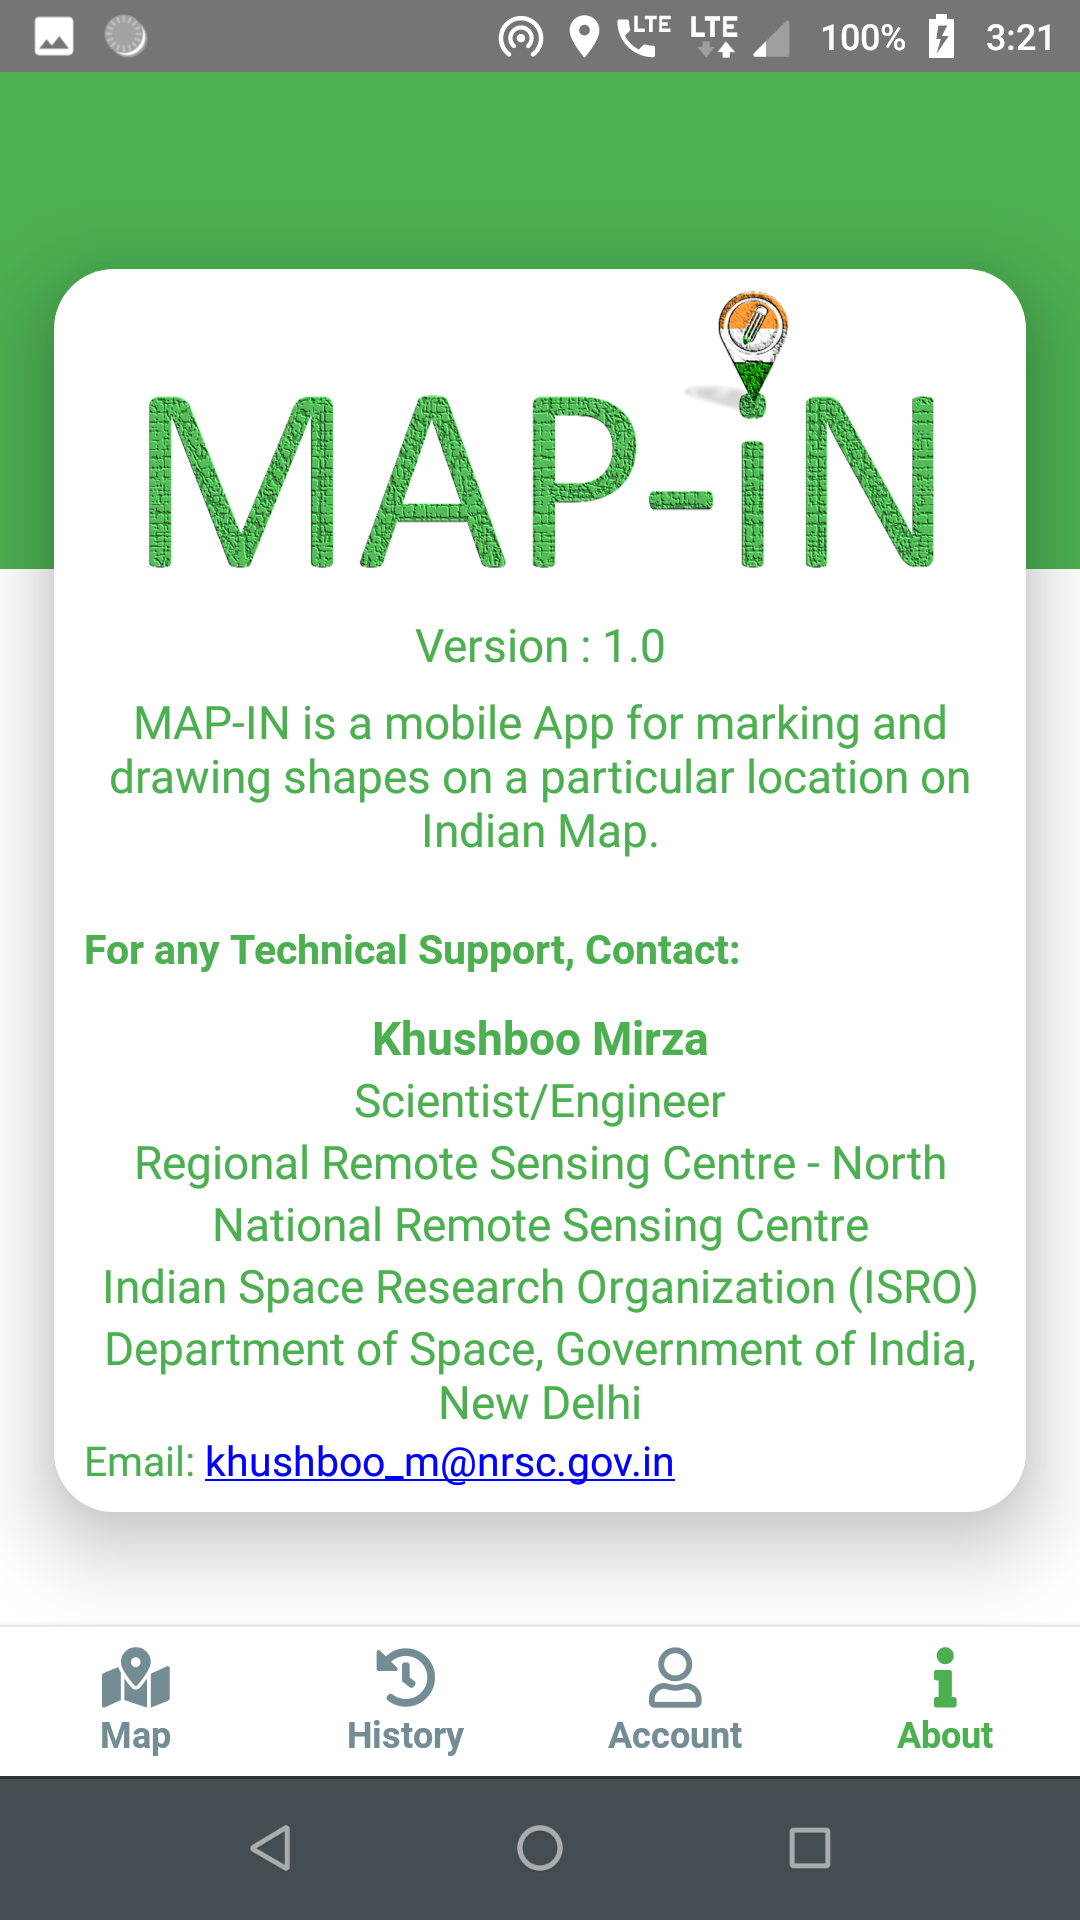 LTE LTE 100% 3:21
MAP-iN
Version : 1.0
MAP-IN is a mobile App for marking and
drawing shapes on a particular location on
Indian Map.
For any Technical Support, Contact:
Khushboo Mirza
Scientist/Engineer
Regional Remote Sensing Centre - North
National Remote Sensing Centre
Indian Space Research Organization (ISRO)
Department of Space, Government of India,
New Delhi
Email: khushboo_m@nrsc.gov.in
Map History Account About